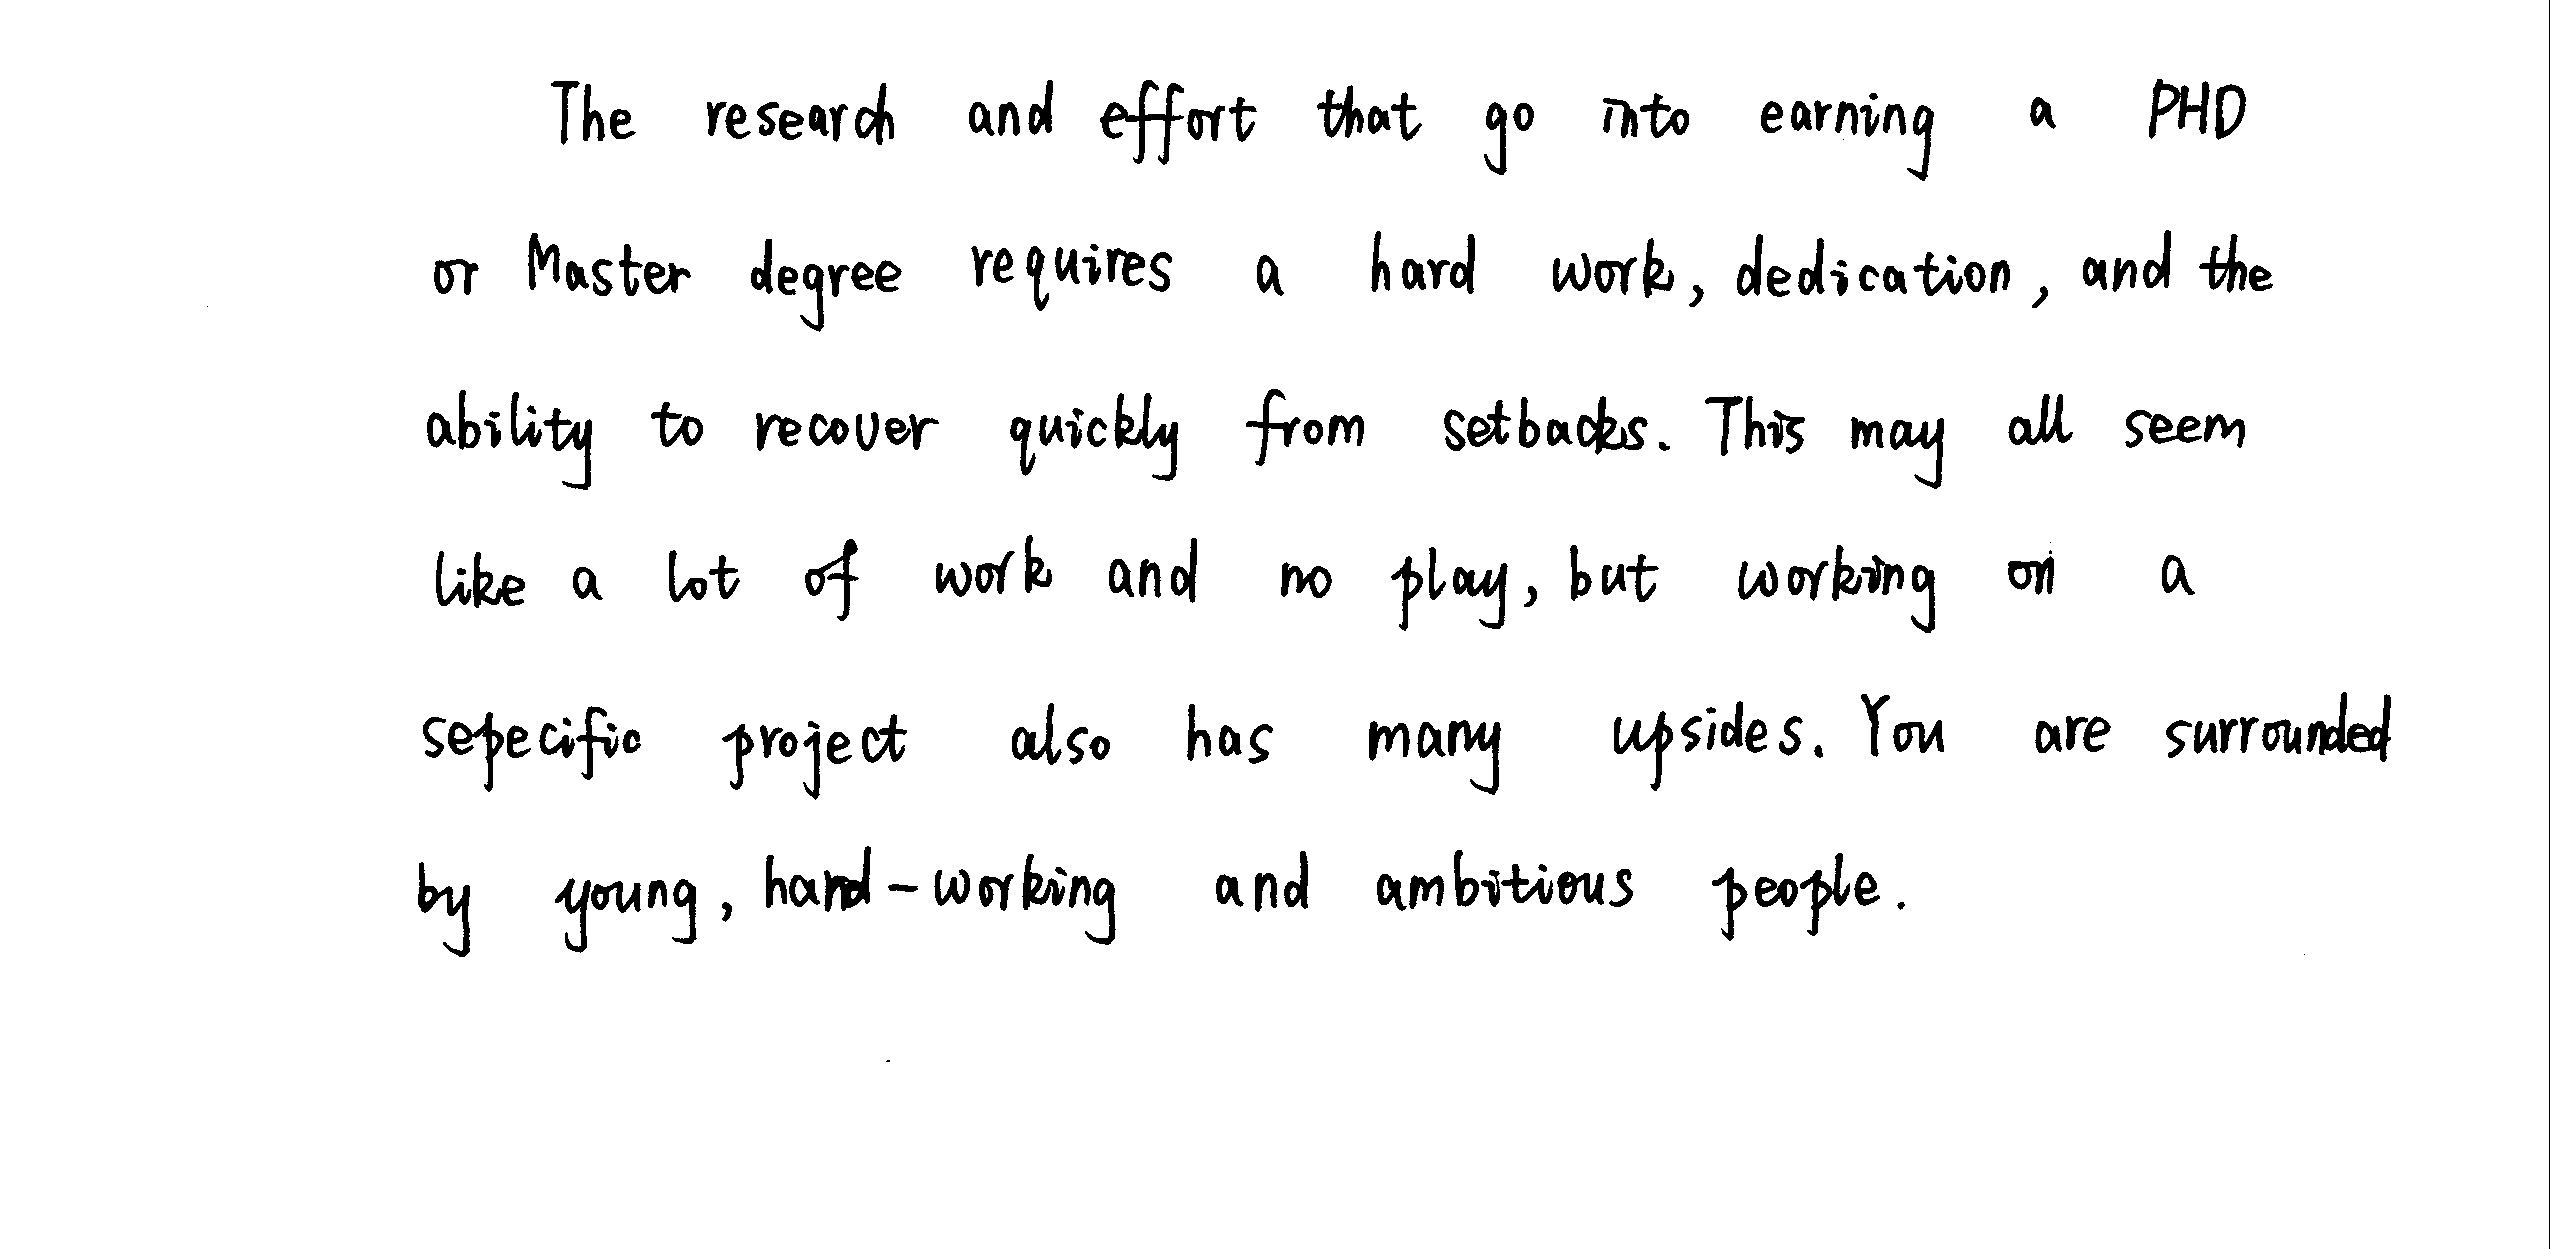 The research and effort that go into earning a PHD
or Master degree requires a hard work, dedication, and the
ability to recover quickly from setbacks. This may all seem
like a lot of work and no play, but working on a
sepecific project also has many upsides. You are surrounded
by young, hard-working and ambitious people.